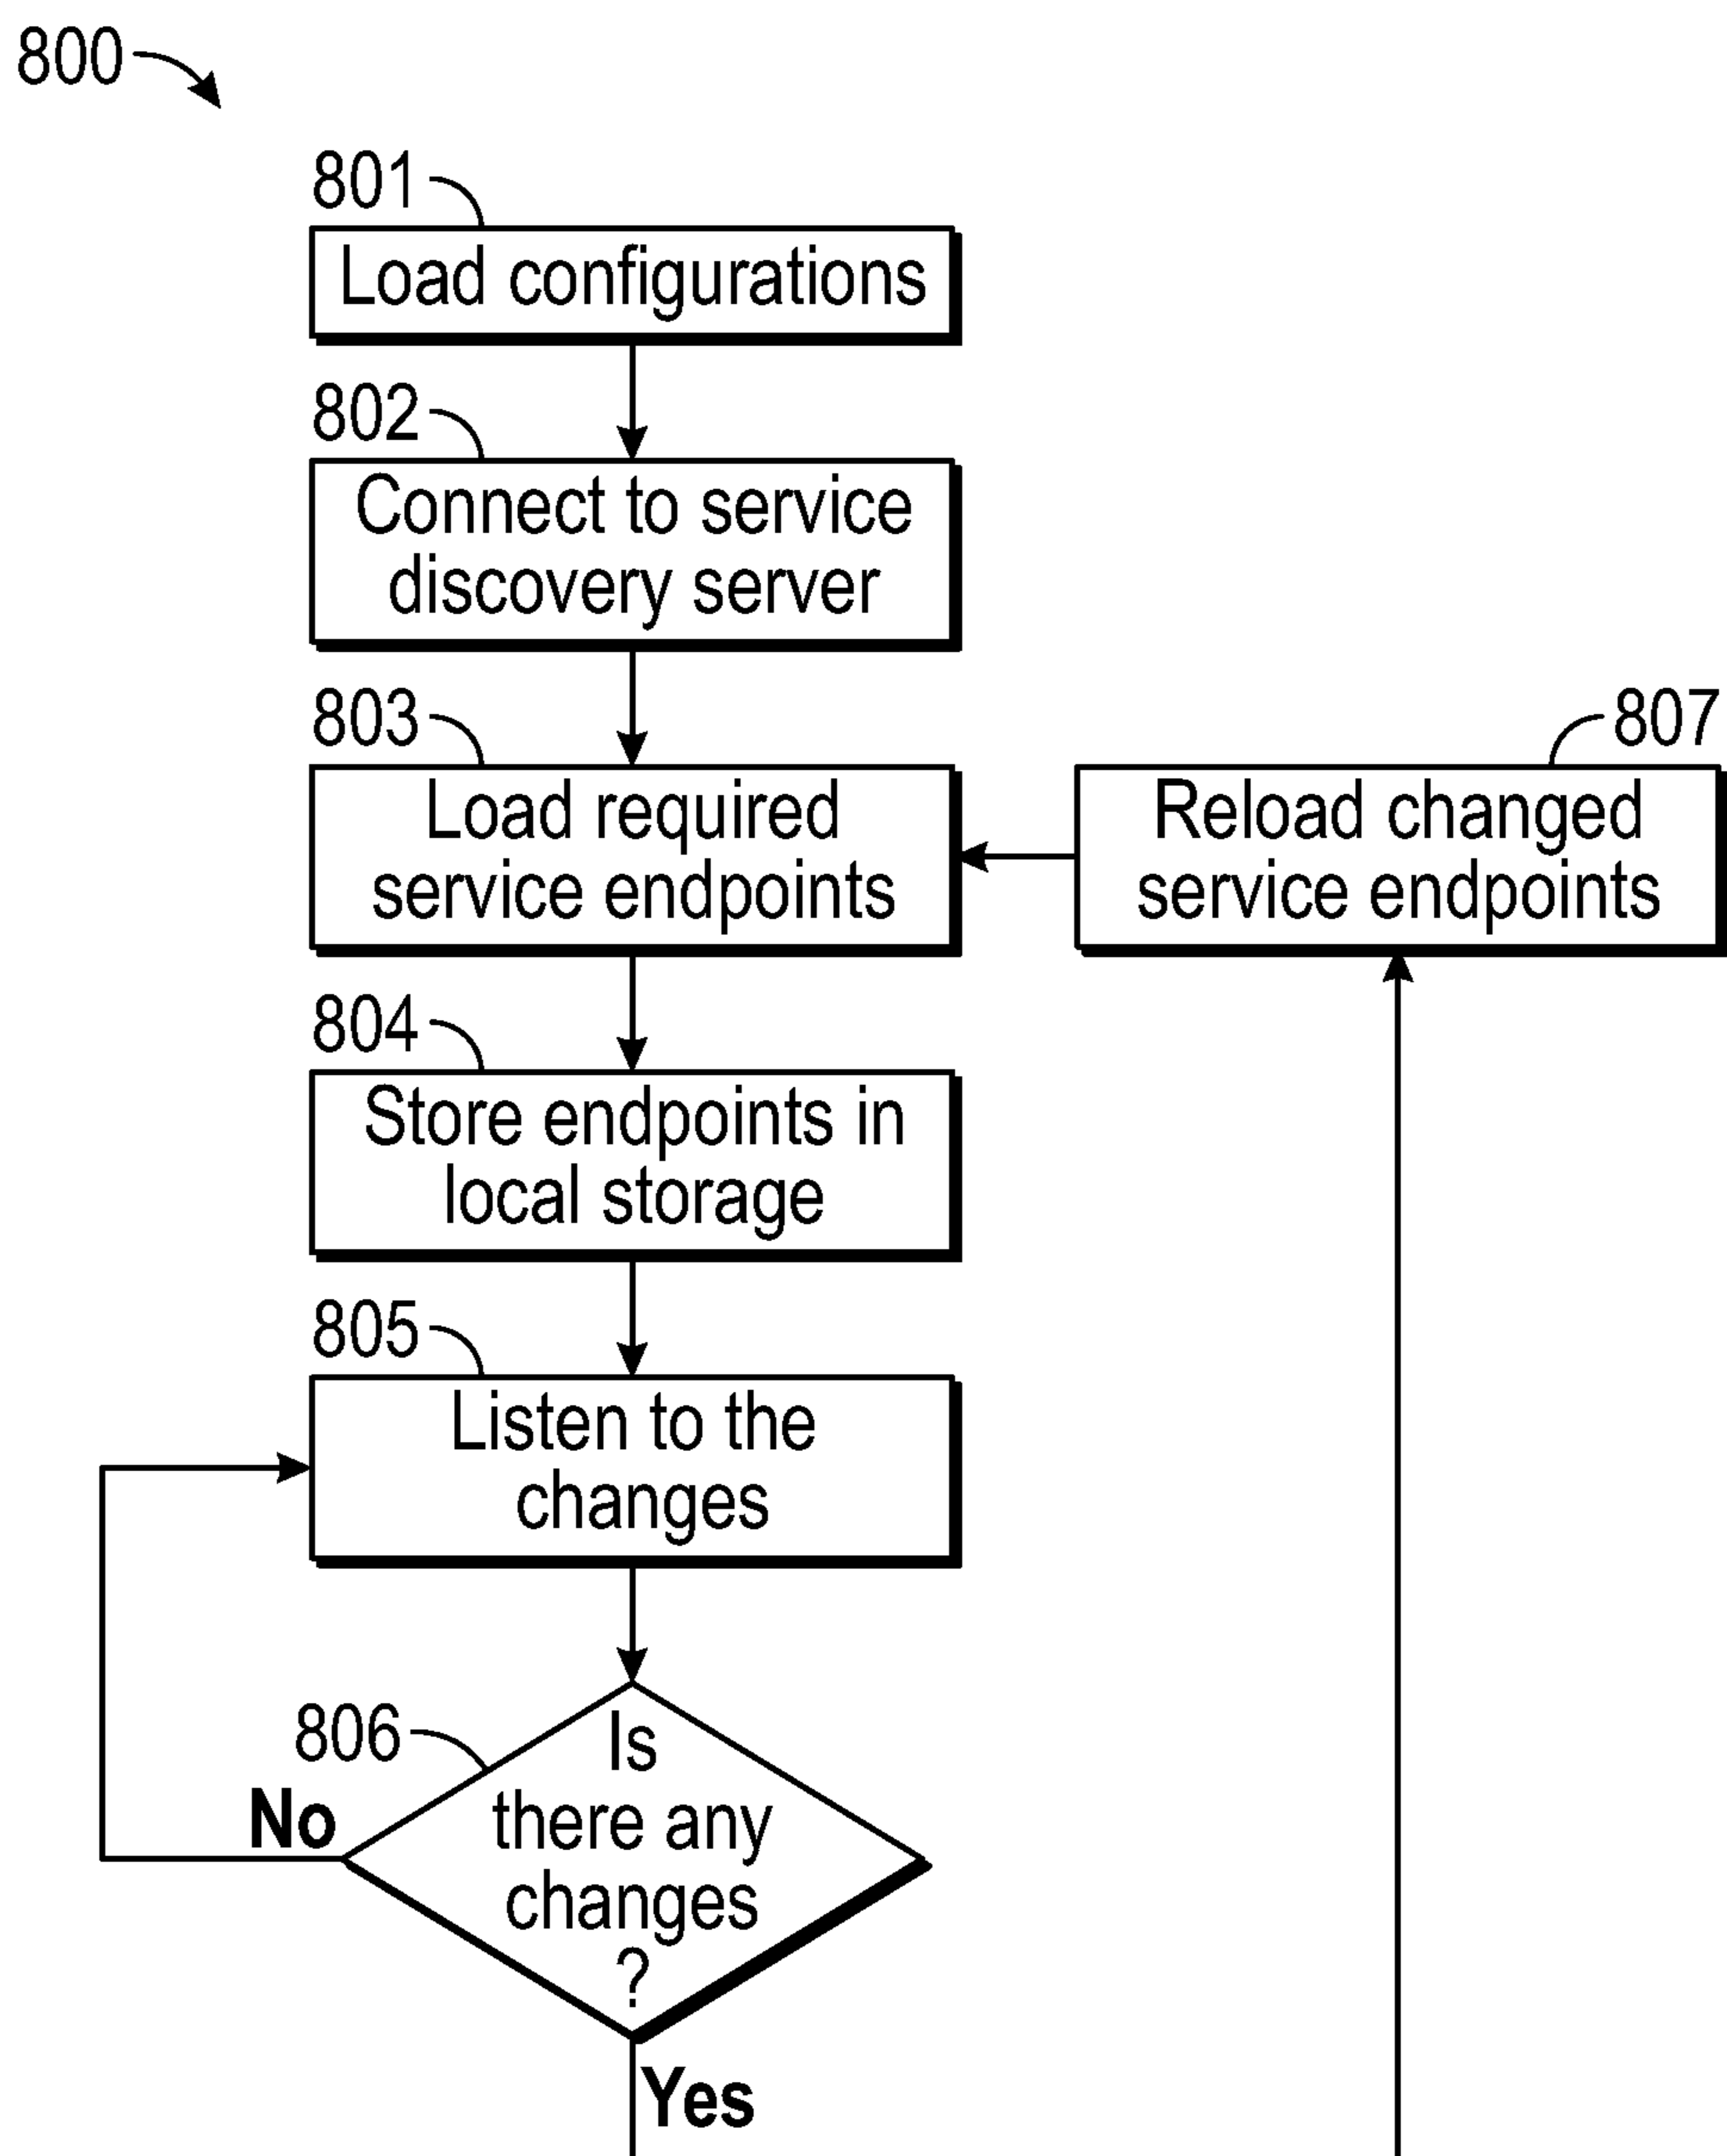 800
801
Load configurations
802
Connect to service
discovery server
803
Load required
service endpoints
807
Reload changed
service endpoints
804
Store endpoints in
local storage
805
Listen to the
changes
806
Is
there any
changes
?
No
Yes